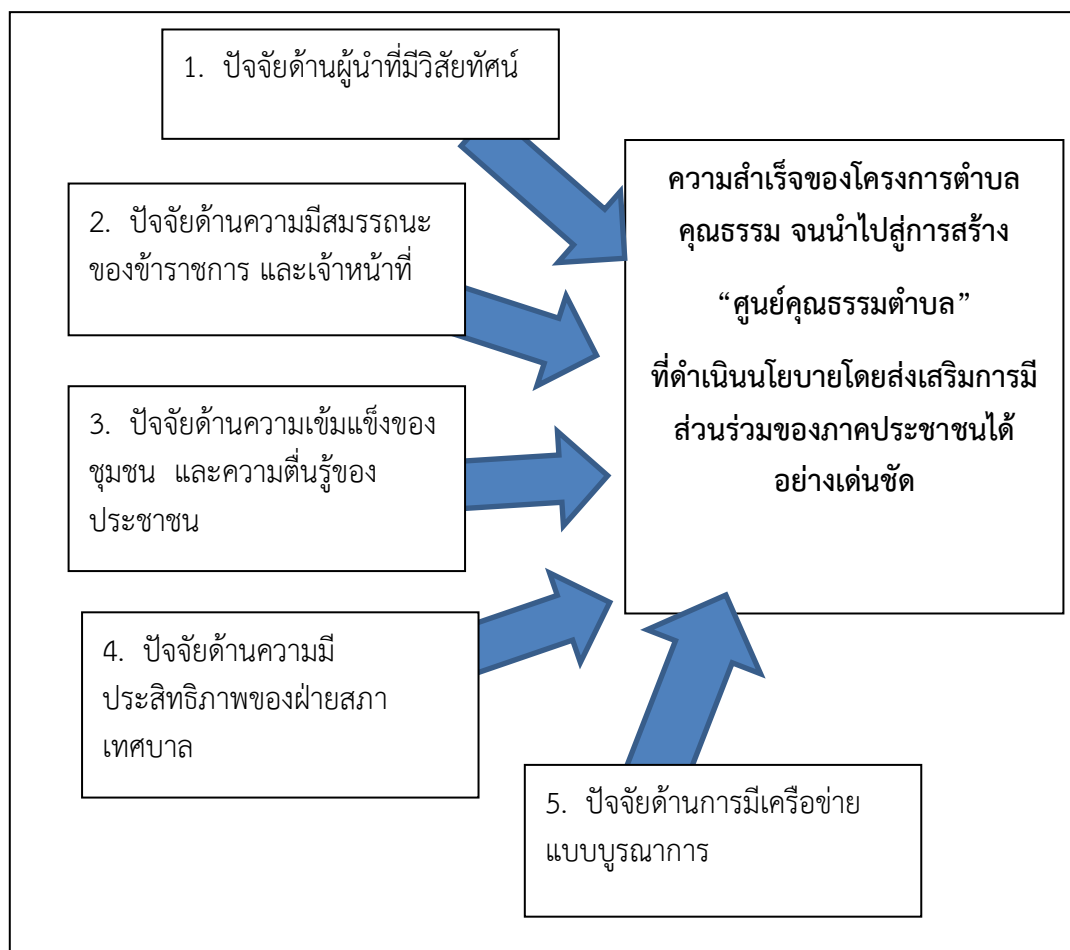 1. ปัจจัยด้านผู้นำที่มีวิสัยทัศน์
2. ปัจจัยด้านความมีสมรรถนะ
ของข้าราชการ และเจ้าหน้าที่
3. ปัจจัยด้านความเข้มแข็งของ
ชุมชน และความตื่นรู้ของ
ประชาชน
4. ปัจจัยด้านความมี
ประสิทธิภาพของฝ่ายสภา
เทศบาล
5. ปัจจัยด้านการมีเครือข่าย
แบบบูรณาการ
ความสำเร็จของโครงการตำบล
คุณธรรม จนนำไปสู่การสร้าง
“ศูนย์คุณธรรมตำบล”
ที่ดำเนินนโยบายโดยส่งเสริมการมี
ส่วนร่วมของภาคประชาชนได้
อย่างเด่นชัด